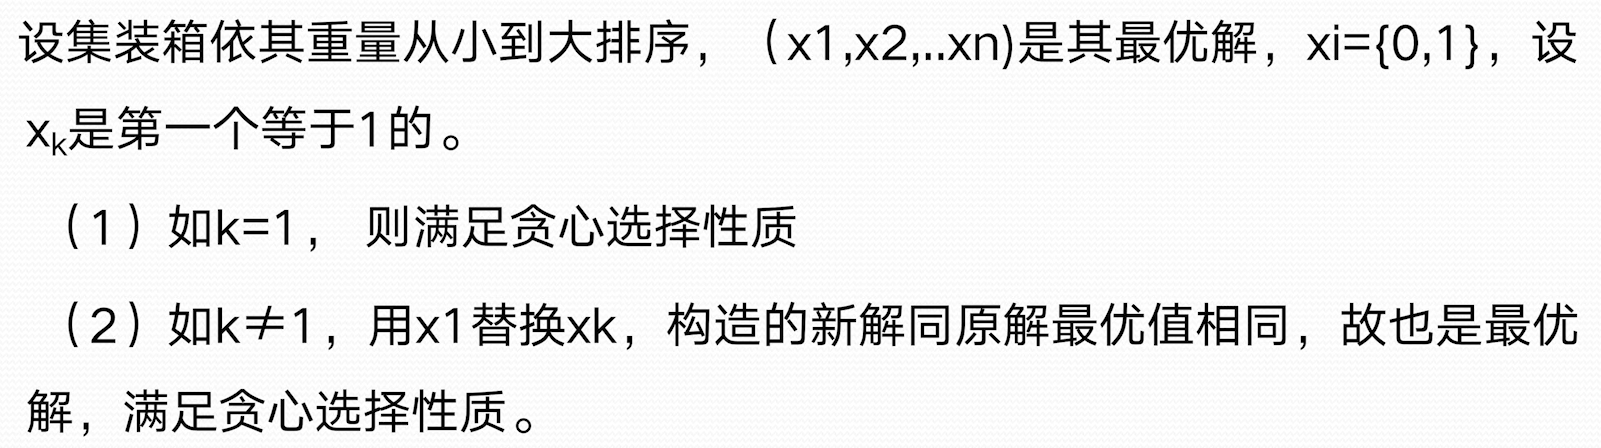 设集装箱依其重量从小到大排序，（x1,x2,..xn)是其最优解，xi={0,1}，设
xk是第一个等于1的。
（1）如k=1， 则满足贪心选择性质
（2）如k≠1，用x1替换xk，构造的新解同原解最优值相同，故也是最优
解，满足贪心选择性质。